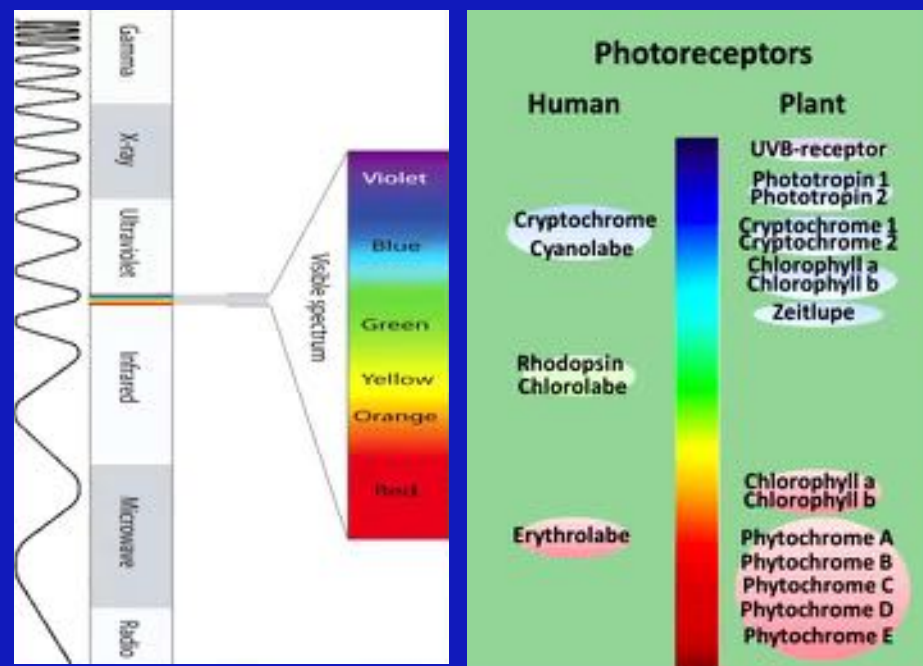 Gamma
X-ray
Ultraviolet
Infrared
Microwave
Radio
Visible spectrum
Violet
Blue
Green
Yellow
Orange
Red
Photoreceptors
Human
Plant
Cryptochrome
Cyanolabe
Rhodopsin
Chlorolabe
Erythrolabe
UVB-receptor
Phototropin 1
Phototropin 2
Cryptochrome 1
Cryptochrome 2
Chlorophyll a
Chlorophyll b
Zeitlupe
Chlorophyll a
Chlorophyll b
Phytochrome A
Phytochrome B
Phytochrome C
Phytochrome D
Phytochrome E